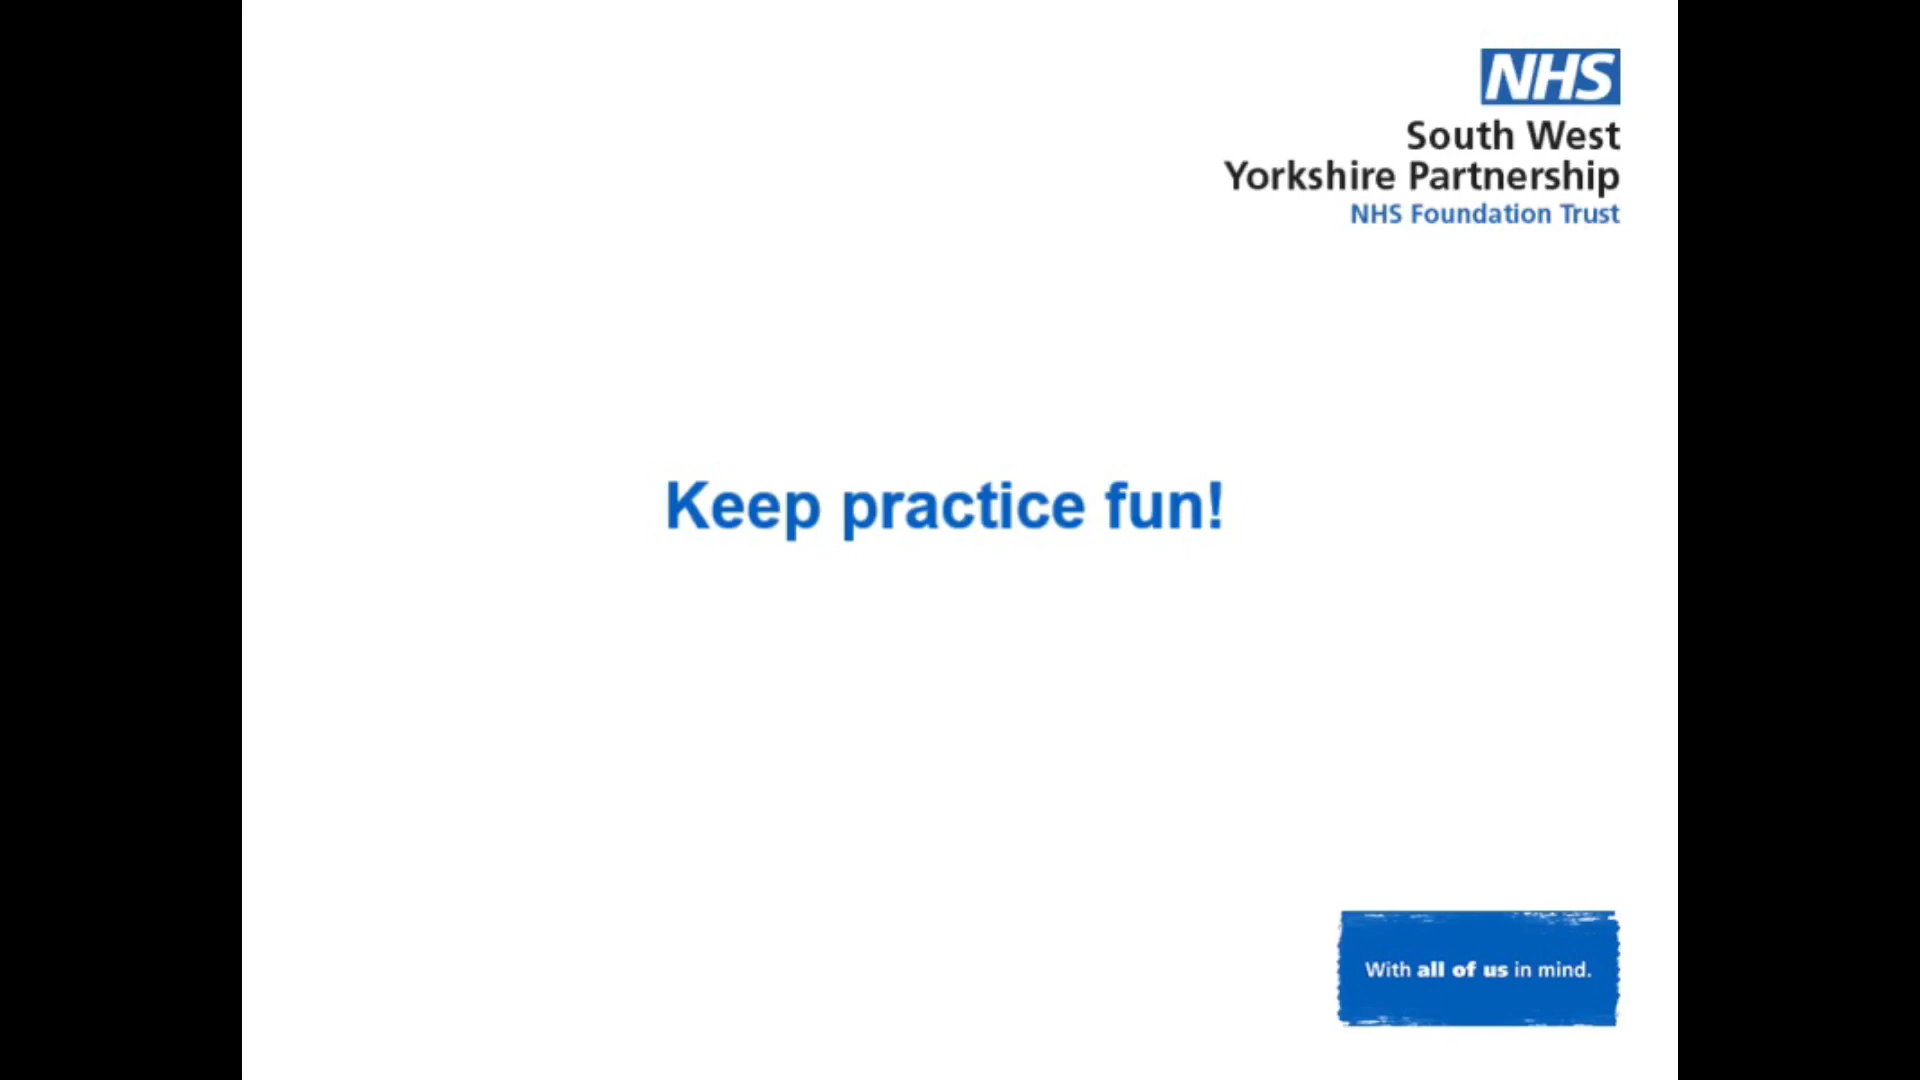 NHS
South West
Yorkshire Partnership
NHS Foundation Trust
Keep practice fun!
With all of us in mind.